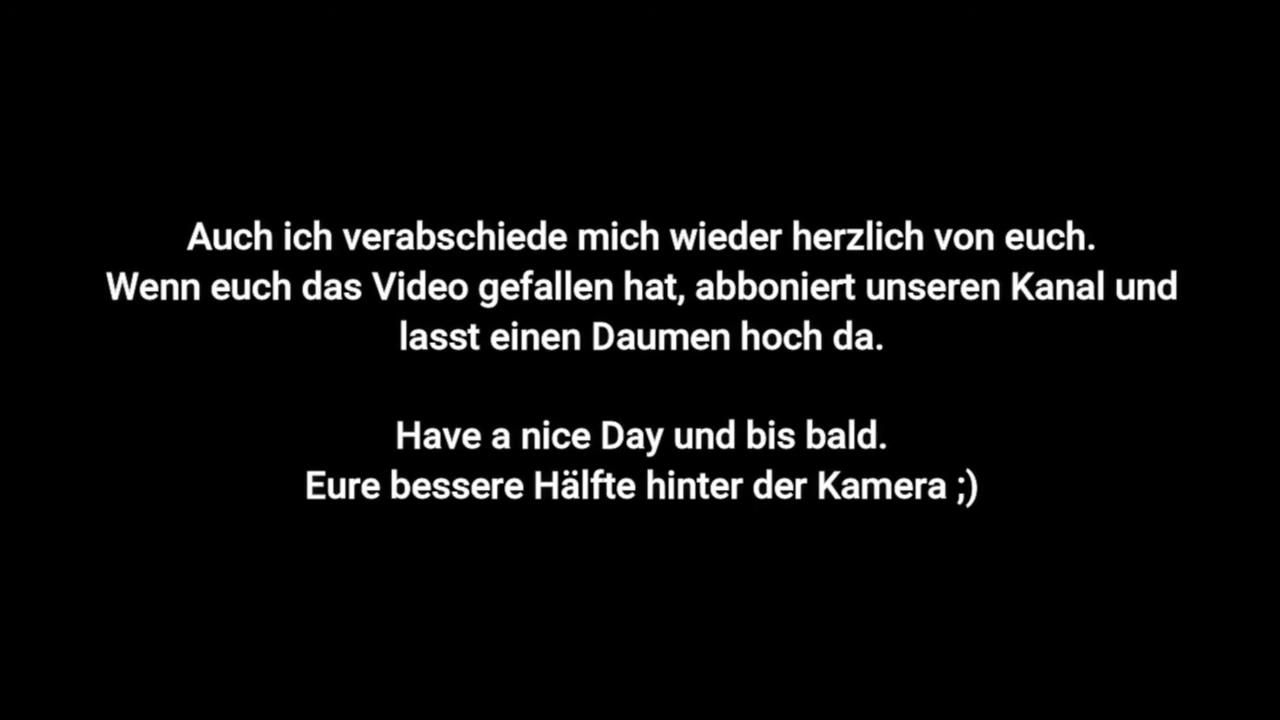 Auch ich verabschiede mich wieder herzlich von euch.
Wenn euch das Video gefallen hat, abboniert unseren Kanal und
lasst einen Daumen hoch da.
Have a nice Day und bis bald.
Eure bessere Hälfte hinter der Kamera ;)